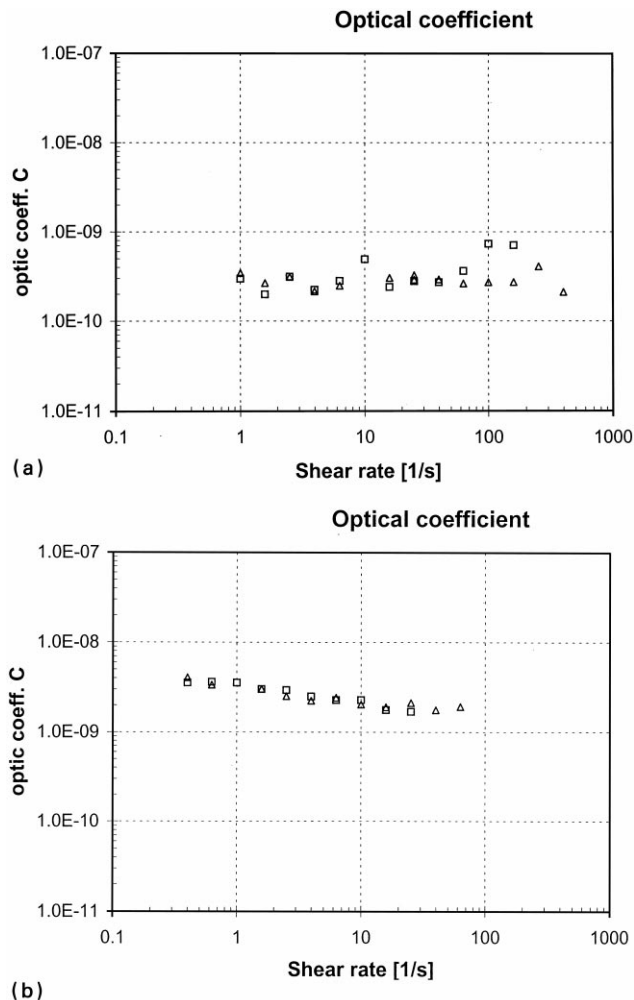 Optical coefficient
1.0E-07
1.0E-08
1.0E-09
1.0E-10
1.0E-11
optic coeff. C
0.1 1 10 100 1000
Shear rate [1/s]
(a)
Optical coefficient
1.0E-07
1.0E-08
1.0E-09
1.0E-10
1.0E-11
optic coeff. C
0.1 1 10 100 1000
Shear rate [1/s]
(b)